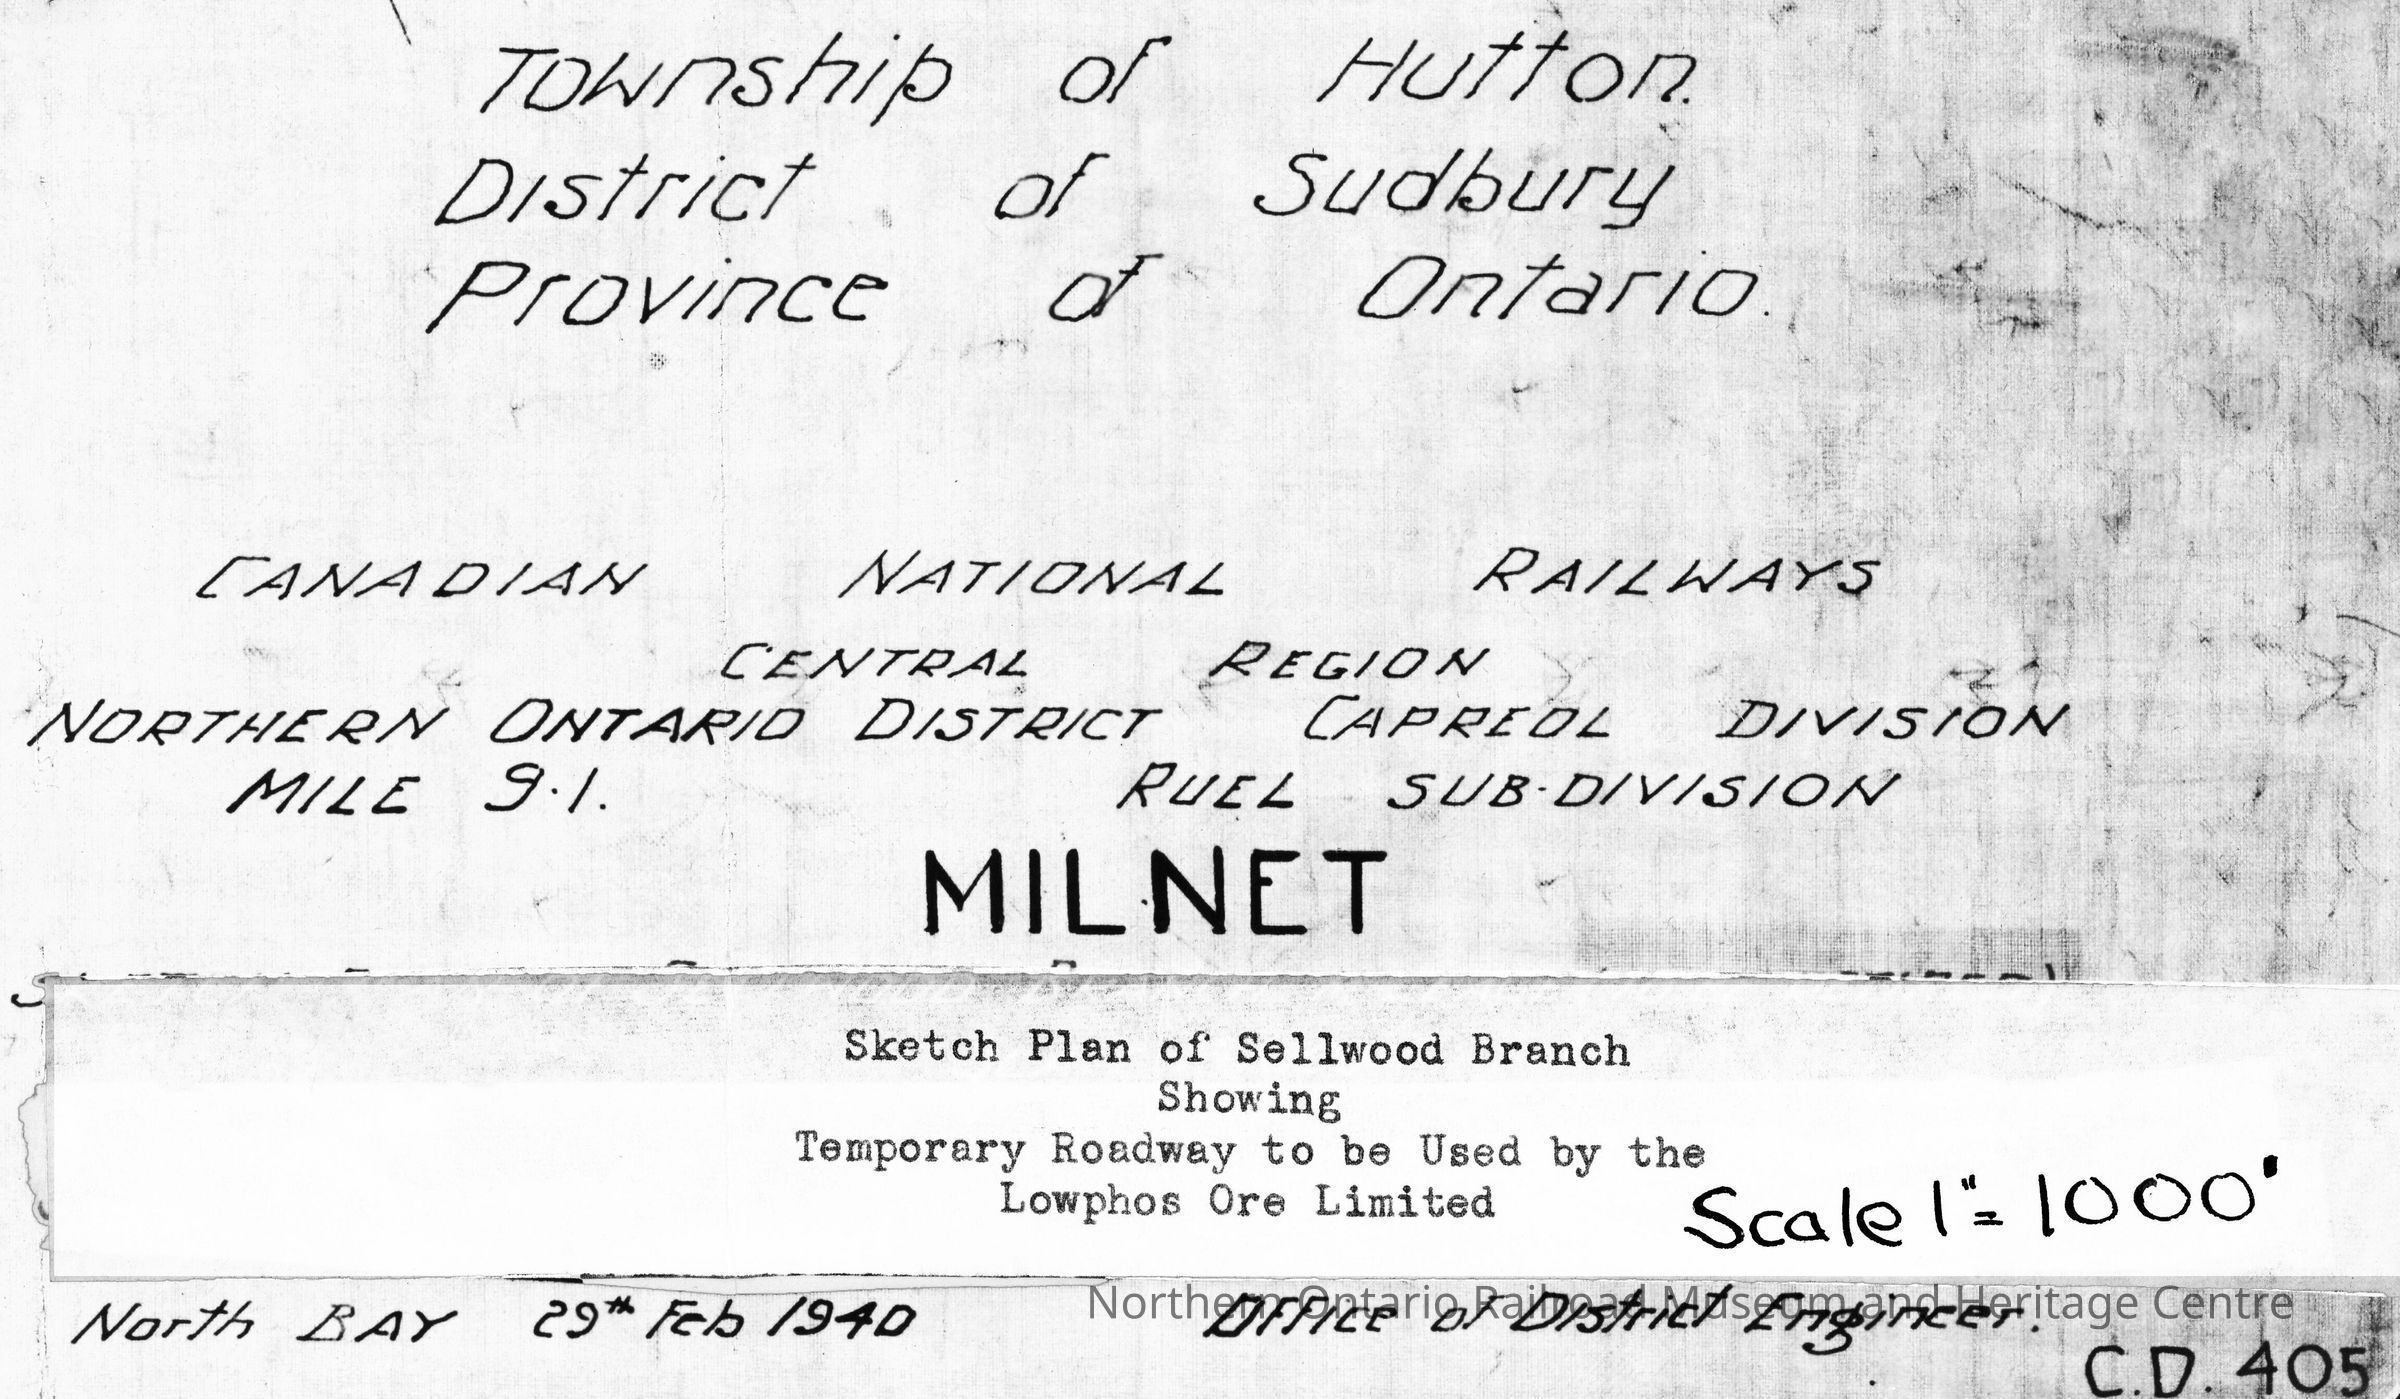 Township of Hutton.
District of Sudbury
Province of Ontario.
CANADIAN NATIONAL RAILWAYS
CENTRAL REGION
NORTHERN ONTARIO DISTRICT CAPREOL DIVISION
MILE 9.1. RUEL SUB-DIVISION
MILNET
Sketch Plan of Sellwood Branch
Showing
Temporary Roadway to be Used by the
Lowphos Ore Limited
Scale 1" = 1000'
North BAY 29th Feb 1940 Office of District Engineer.
Northern Ontario Railroad Museum and Heritage Centre
C.D. 405